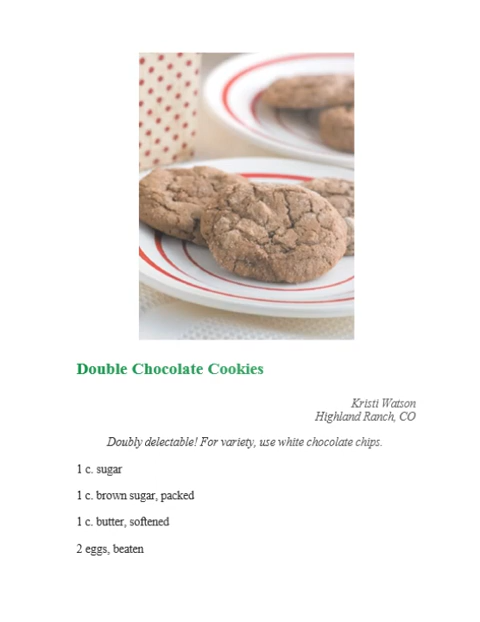 Double Chocolate Cookies
Kristi Watson
Highland Ranch, CO
Doubly delectable! For variety, use white chocolate chips.
1 c. sugar
1 c. brown sugar, packed
1 c. butter, softened
2 eggs, beaten